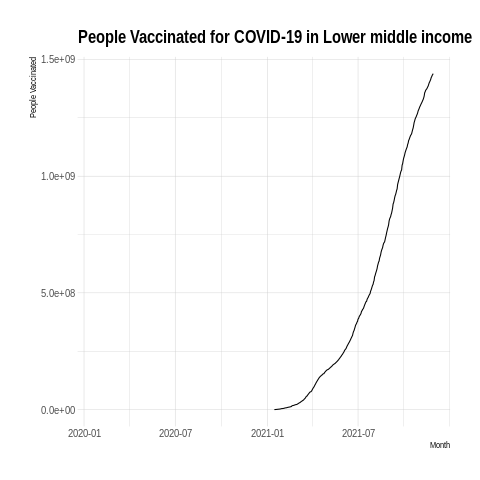 People Vaccinated for COVID-19 in Lower middle income
People Vaccinated
1.5e+09
1.0e+09
5.0e+08
0.0e+00
2020-01 2020-07 2021-01 2021-07
Month